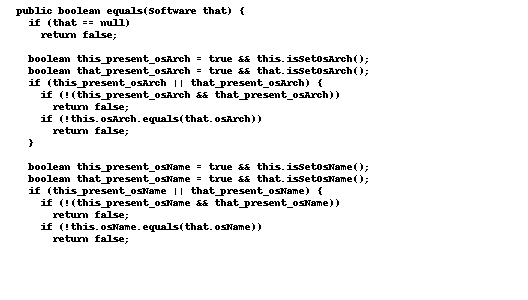 public boolean equals(Software that) {
if (that == null)
return false;
boolean this_present_osArch = true && this.isSetOsArch();
boolean that_present_osArch = true && that.isSetOsArch();
if (this_present_osArch || that_present_osArch) {
if (!(this_present_osArch && that_present_osArch))
return false;
if (!this.osArch.equals(that.osArch))
return false;
}
boolean this_present_osName = true && this.isSetOsName();
boolean that_present_osName = true && that.isSetOsName();
if (this_present_osName || that_present_osName) {
if (!(this_present_osName && that_present_osName))
return false;
if (!this.osName.equals(that.osName))
return false;